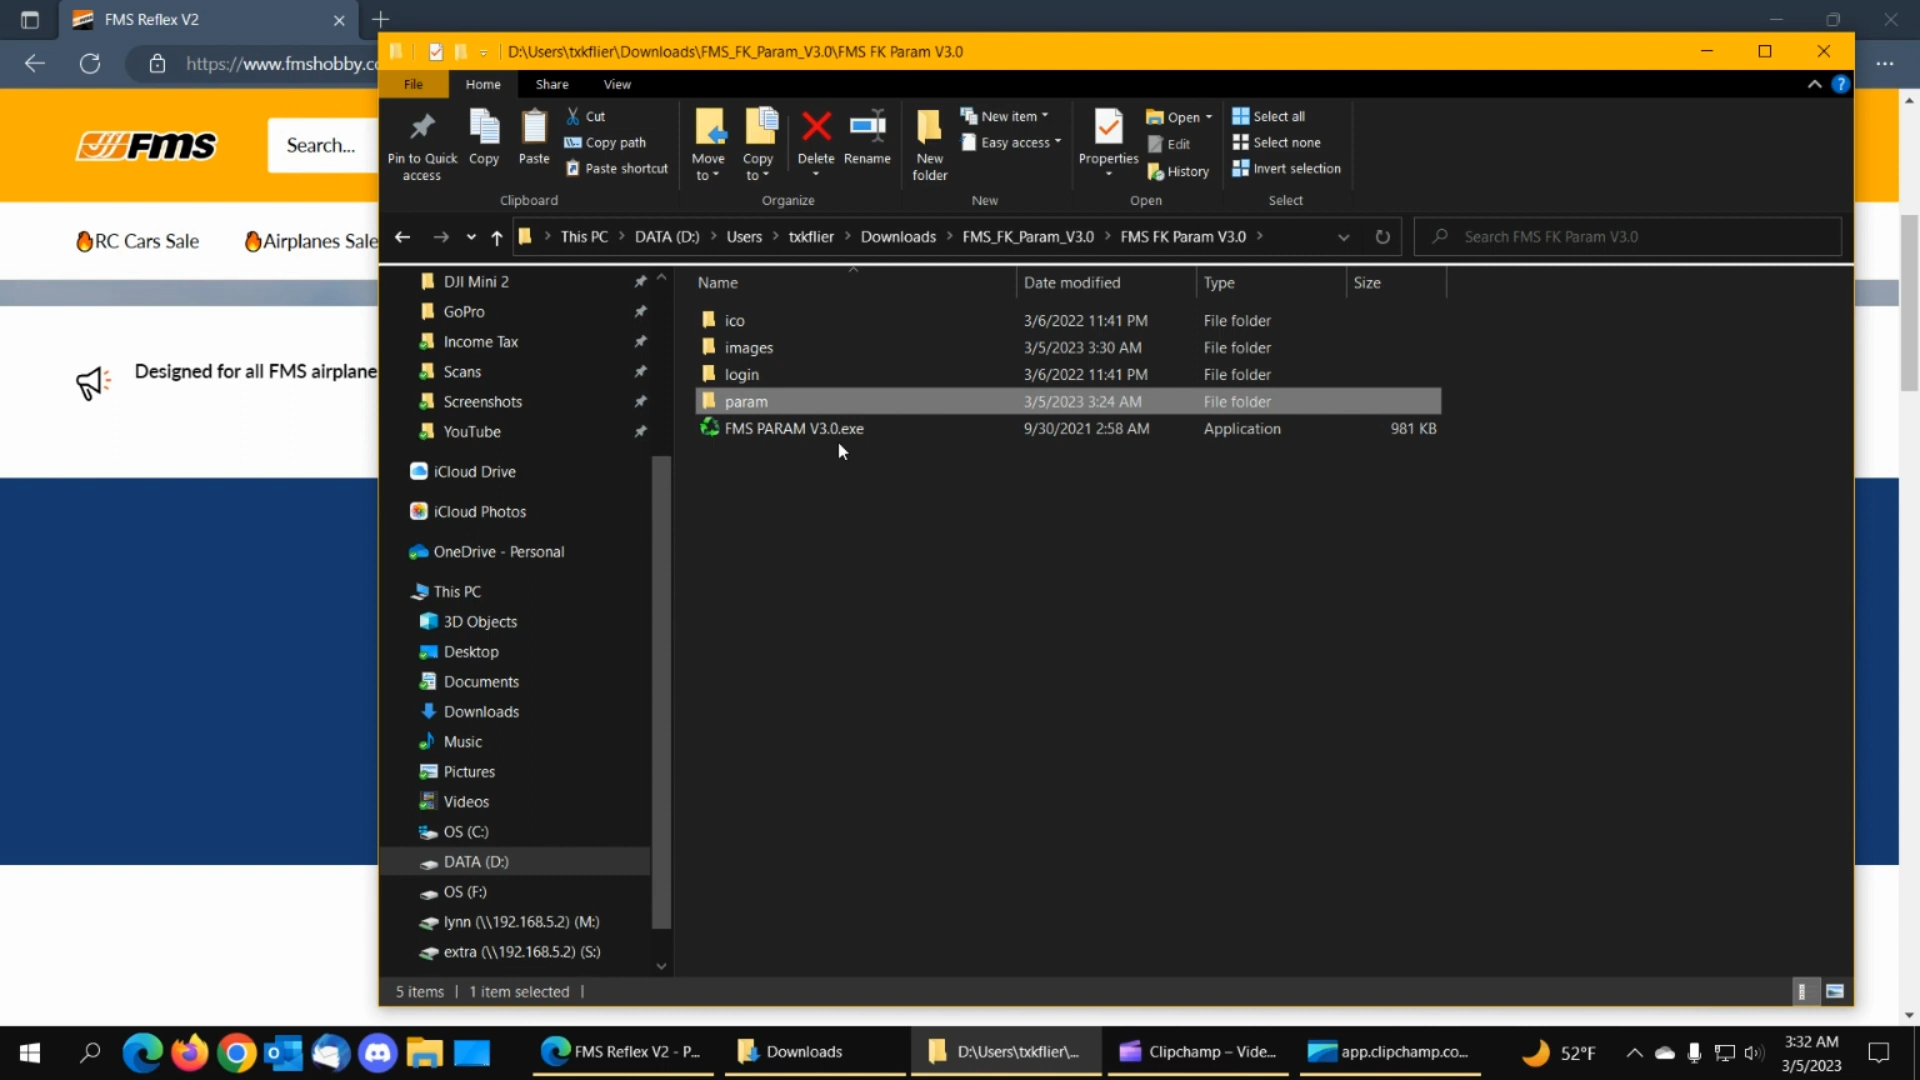 FMS Reflex V2
https://www.fmshobby.co
D:\Users\txkflier\Downloads\FMS_FK_Param_V3.0\FMS FK Param V3.0
File Home Share View
Pin to Quick access
Copy
Paste
Cut
Copy path
Paste shortcut
Clipboard
Move to
Copy to
Delete
Rename
Organize
New folder
New item
Easy access
New
Properties
Open
Edit
History
Open
Select all
Select none
Invert selection
Select
Fms
Search...
RC Cars Sale
Airplanes Sale
Designed for all FMS airplane
This PC > DATA (D:) > Users > txkflier > Downloads > FMS_FK_Param_V3.0 > FMS FK Param V3.0 >
Search FMS FK Param V3.0
DJI Mini 2
GoPro
Income Tax
Scans
Screenshots
YouTube
iCloud Drive
iCloud Photos
OneDrive - Personal
This PC
3D Objects
Desktop
Documents
Downloads
Music
Pictures
Videos
OS (C:)
DATA (D:)
OS (F:)
lynn (\\192.168.5.2) (M:)
extra (\\192.168.5.2) (S:)
Name Date modified Type Size
ico 3/6/2022 11:41 PM File folder
images 3/5/2023 3:30 AM File folder
login 3/6/2022 11:41 PM File folder
param 3/5/2023 3:24 AM File folder
FMS PARAM V3.0.exe 9/30/2021 2:58 AM Application 981 KB
5 items | 1 item selected |
FMS Reflex V2 - P...
Downloads
D:\Users\txkflier\...
Clipchamp – Vide...
app.clipchamp.co...
52°F
3:32 AM
3/5/2023